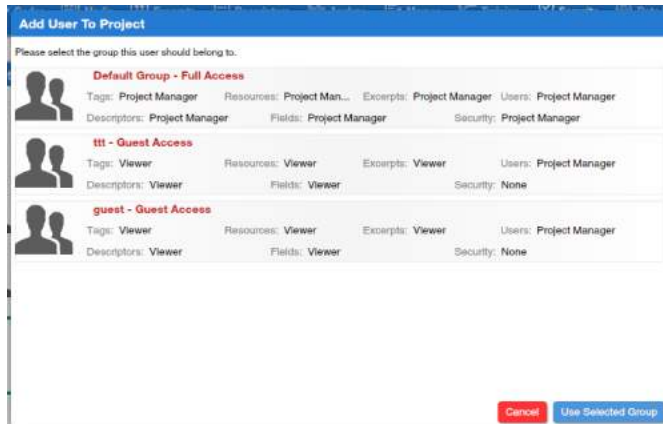 Add User To Project
Please select the group this user should belong to.
Default Group - Full Access
Tags: Project Manager Resources: Project Man... Excerpts: Project Manager Users: Project Manager
Descriptors: Project Manager Fields: Project Manager Security: Project Manager
ttt - Guest Access
Tags: Viewer Resources: Viewer Excerpts: Viewer Users: Project Manager
Descriptors: Viewer Fields: Viewer Security: None
guest - Guest Access
Tags: Viewer Resources: Viewer Excerpts: Viewer Users: Project Manager
Descriptors: Viewer Fields: Viewer Security: None
Cancel Use Selected Group